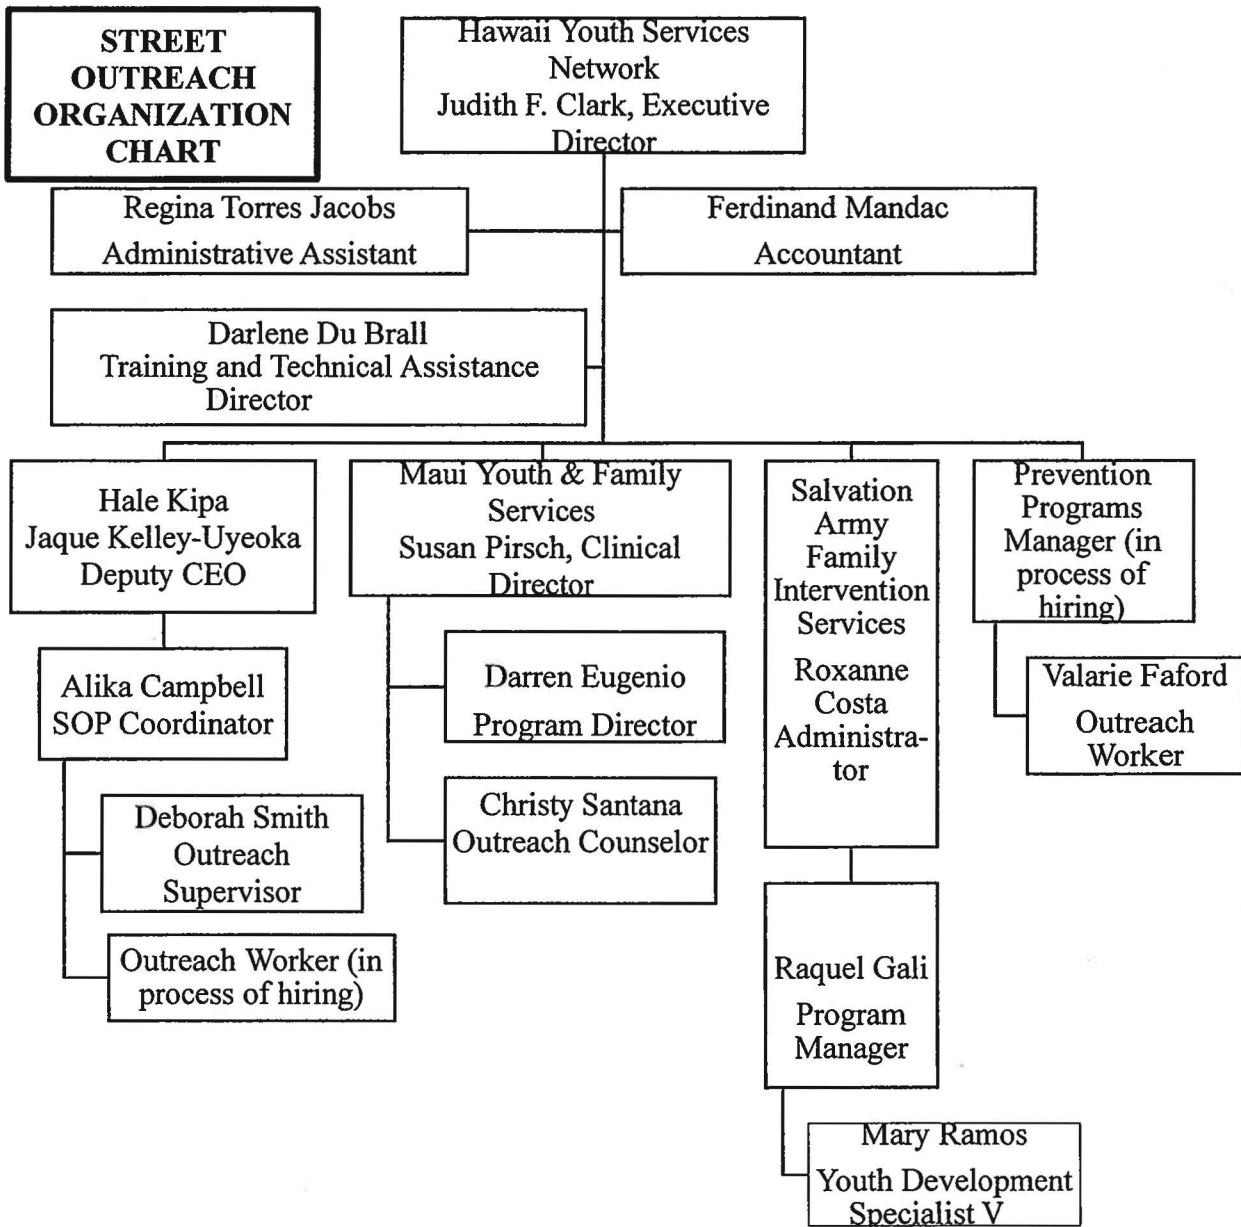 STREET
OUTREACH
ORGANIZATION
CHART
Hawaii Youth Services
Network
Judith F. Clark, Executive
Director
Regina Torres Jacobs
Administrative Assistant
Ferdinand Mandac
Accountant
Darlene Du Brall
Training and Technical Assistance
Director
Hale Kipa
Jaque Kelley-Uyeoka
Deputy CEO
Maui Youth & Family
Services
Susan Pirsch, Clinical
Director
Salvation
Army
Family
Intervention
Services
Roxanne
Costa
Administra-
tor
Prevention
Programs
Manager (in
process of
hiring)
Alika Campbell
SOP Coordinator
Darren Eugenio
Program Director
Valarie Faford
Outreach
Worker
Deborah Smith
Outreach
Supervisor
Christy Santana
Outreach Counselor
Outreach Worker (in
process of hiring)
Raquel Gali
Program
Manager
Mary Ramos
Youth Development
Specialist V